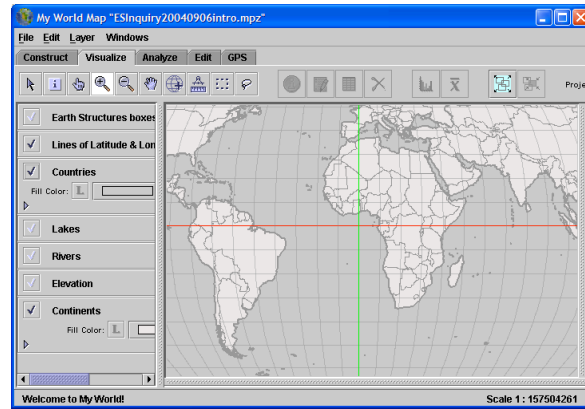 My World Map "ESInquiry20040906intro.mpz"
File Edit Layer Windows
Construct Visualize Analyze Edit GPS
Proje
Earth Structures boxes
Lines of Latitude & Lon
Countries
Fill Color: L
Lakes
Rivers
Elevation
Continents
Fill Color: L
Welcome to My World! Scale 1 : 157504261